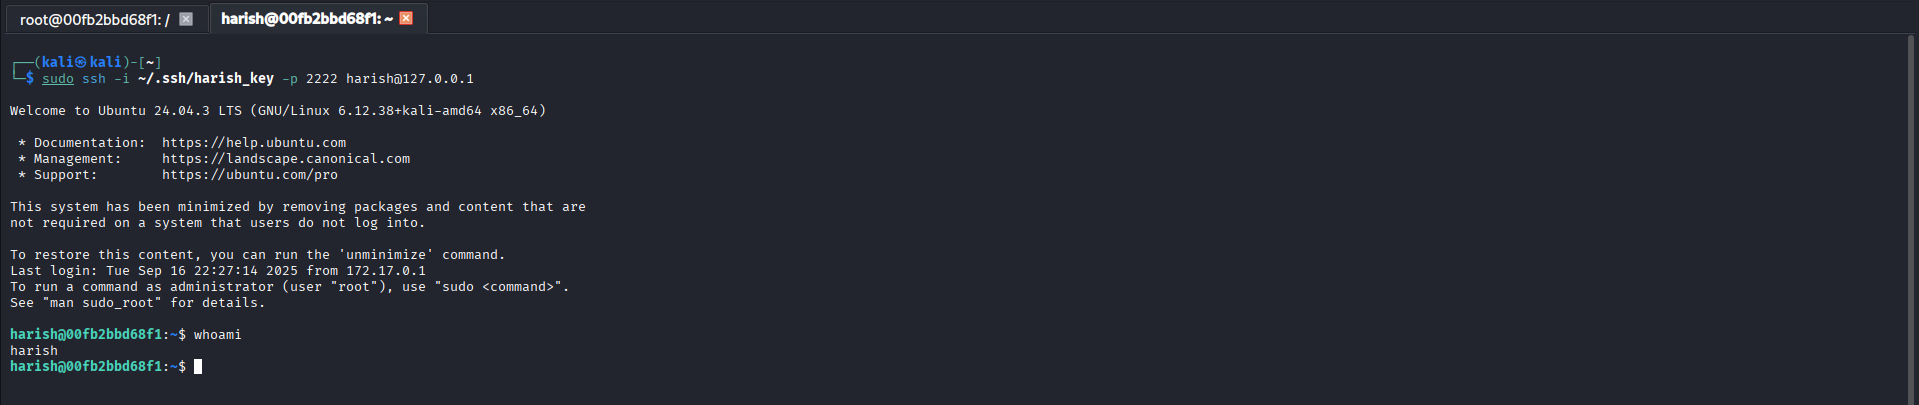 root@00fb2bbd68f1: /
harish@00fb2bbd68f1: ~
┌──(kali㉿kali)-[~]
└─$ sudo ssh -i ~/.ssh/harish_key -p 2222 harish@127.0.0.1
Welcome to Ubuntu 24.04.3 LTS (GNU/Linux 6.12.38+kali-amd64 x86_64)
* Documentation:  https://help.ubuntu.com
* Management:     https://landscape.canonical.com
* Support:        https://ubuntu.com/pro
This system has been minimized by removing packages and content that are
not required on a system that users do not log into.
To restore this content, you can run the 'unminimize' command.
Last login: Tue Sep 16 22:27:14 2025 from 172.17.0.1
To run a command as administrator (user "root"), use "sudo <command>".
See "man sudo_root" for details.
harish@00fb2bbd68f1:~$ whoami
harish
harish@00fb2bbd68f1:~$